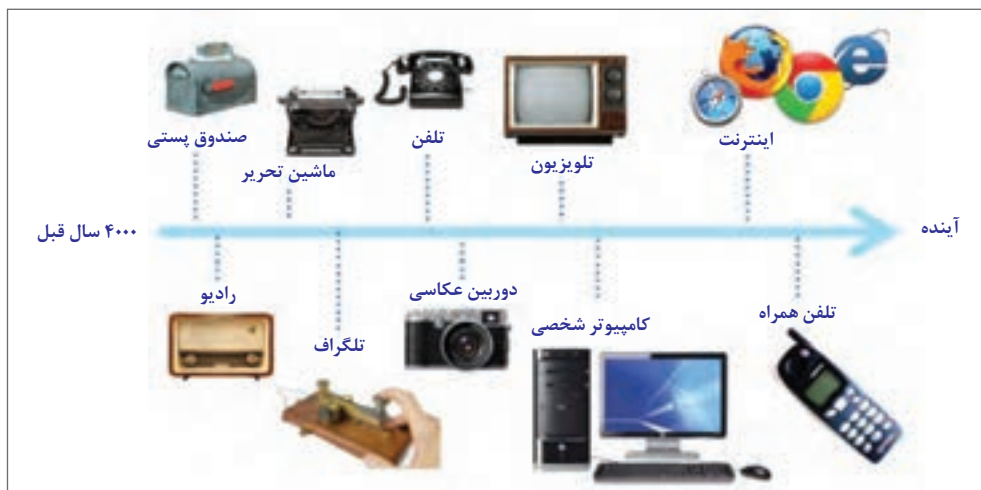 صندوق پستی
ماشین تحریر
تلفن
تلویزیون
اینترنت
۴۰۰۰ سال قبل
آینده
رادیو
تلگراف
دوربین عکاسی
کامپیوتر شخصی
تلفن همراه